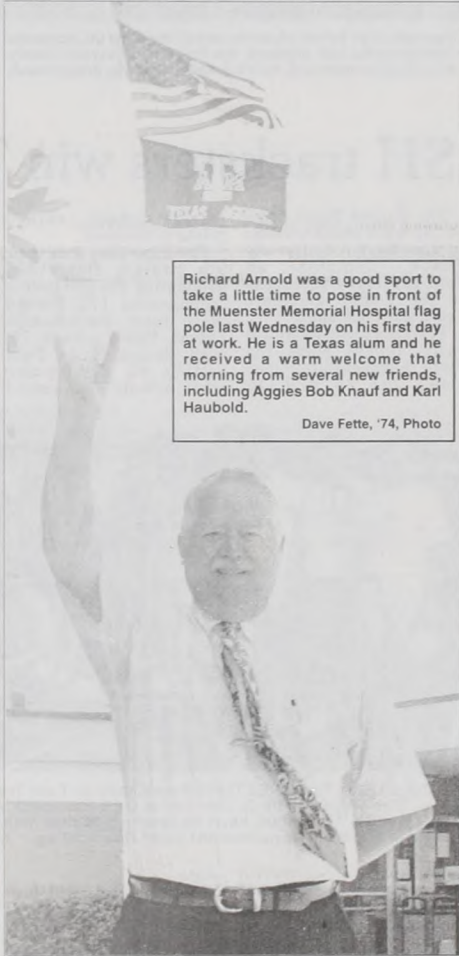 ATM
TEXAS AGGIES
Richard Arnold was a good sport to
take a little time to pose in front of
the Muenster Memorial Hospital flag
pole last Wednesday on his first day
at work. He is a Texas alum and he
received a warm welcome that
morning from several new friends,
including Aggies Bob Knauf and Karl
Haubold.
Dave Fette, '74, Photo